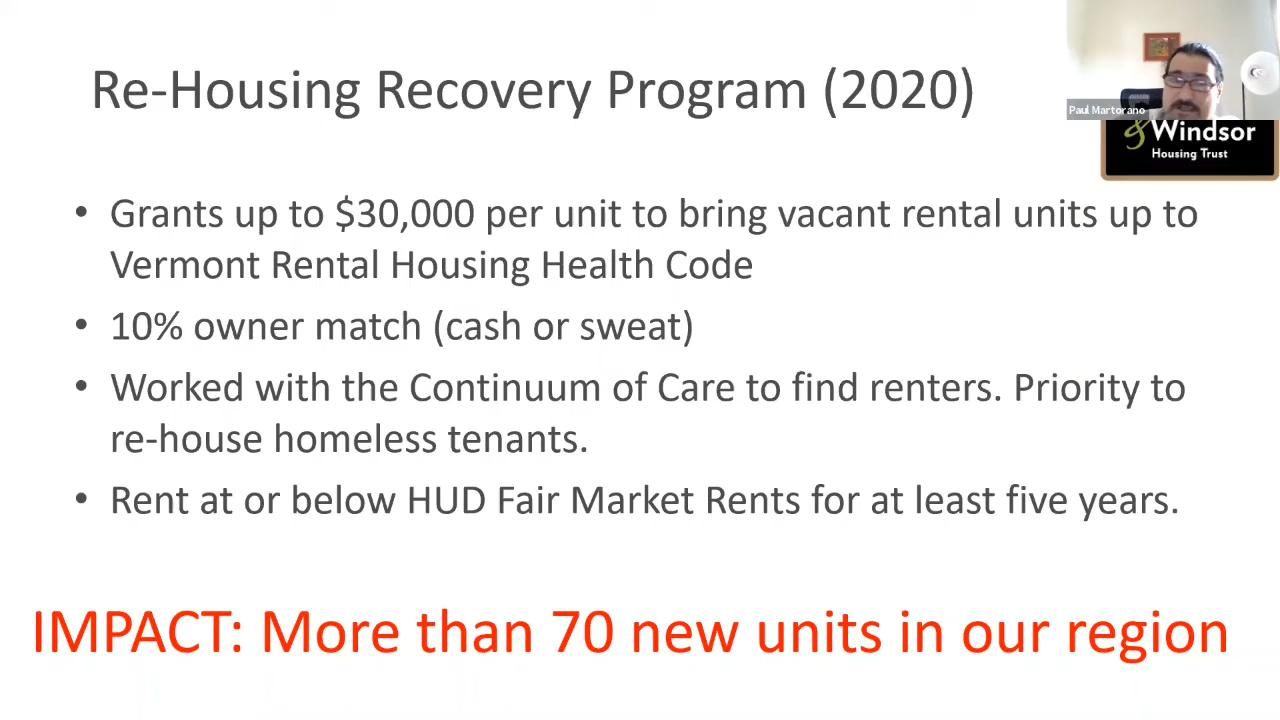 Re-Housing Recovery Program (2020)
Paul Martorano
& Windsor
Housing Trust
• Grants up to $30,000 per unit to bring vacant rental units up to
Vermont Rental Housing Health Code
• 10% owner match (cash or sweat)
• Worked with the Continuum of Care to find renters. Priority to
re-house homeless tenants.
• Rent at or below HUD Fair Market Rents for at least five years.
IMPACT: More than 70 new units in our region